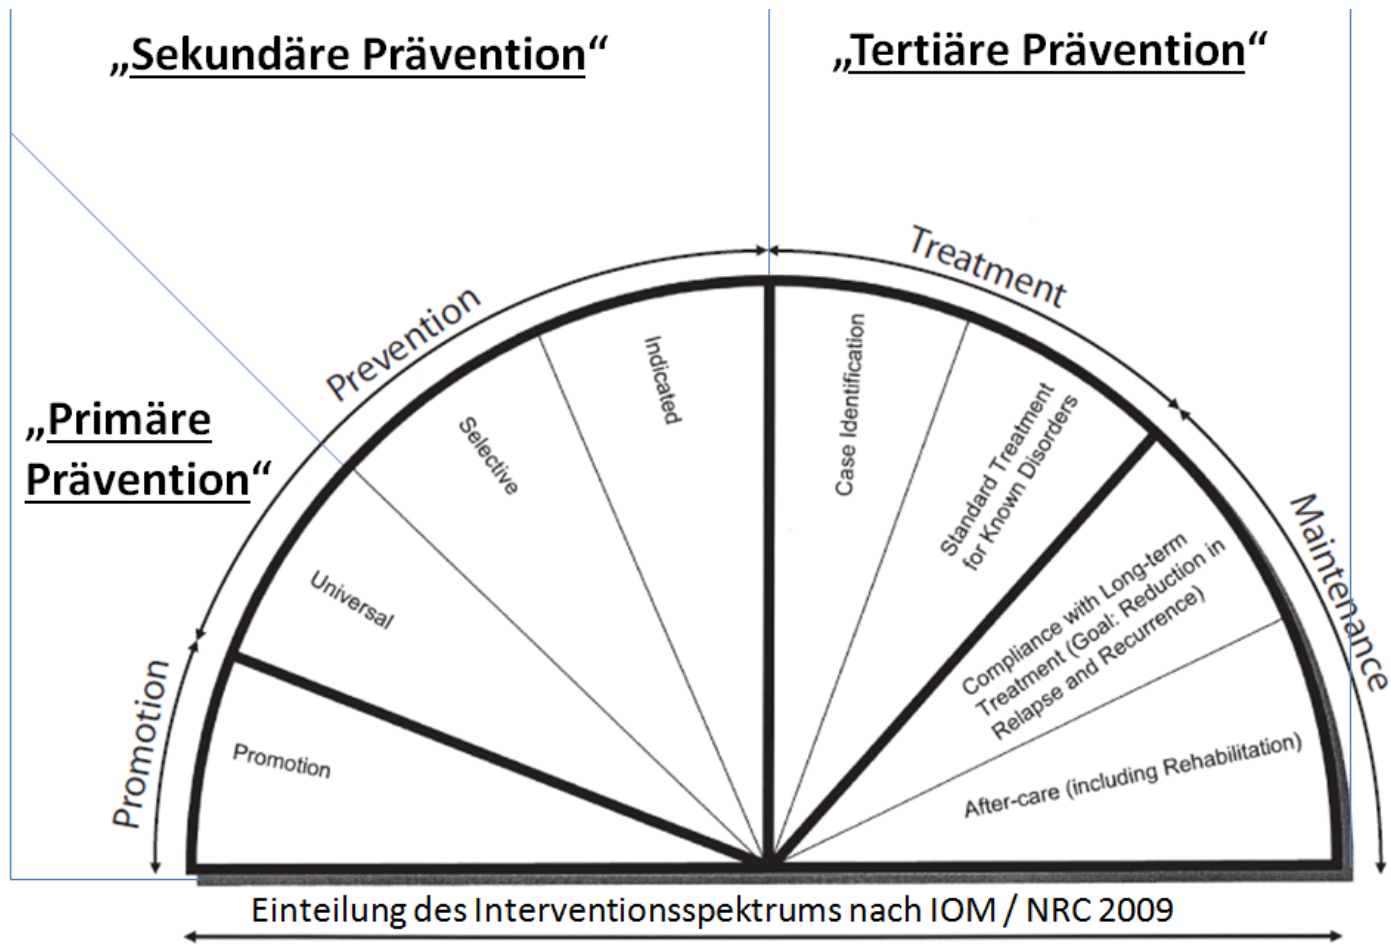 „Sekundäre Prävention“
„Tertiäre Prävention“
„Primäre
Prävention“
Promotion
Prevention
Treatment
Maintenance
Promotion
Universal
Selective
Indicated
Case Identification
Standard Treatment
for Known Disorders
Compliance with Long-term
Treatment (Goal: Reduction in
Relapse and Recurrence)
After-care (including Rehabilitation)
Einteilung des Interventionsspektrums nach IOM / NRC 2009